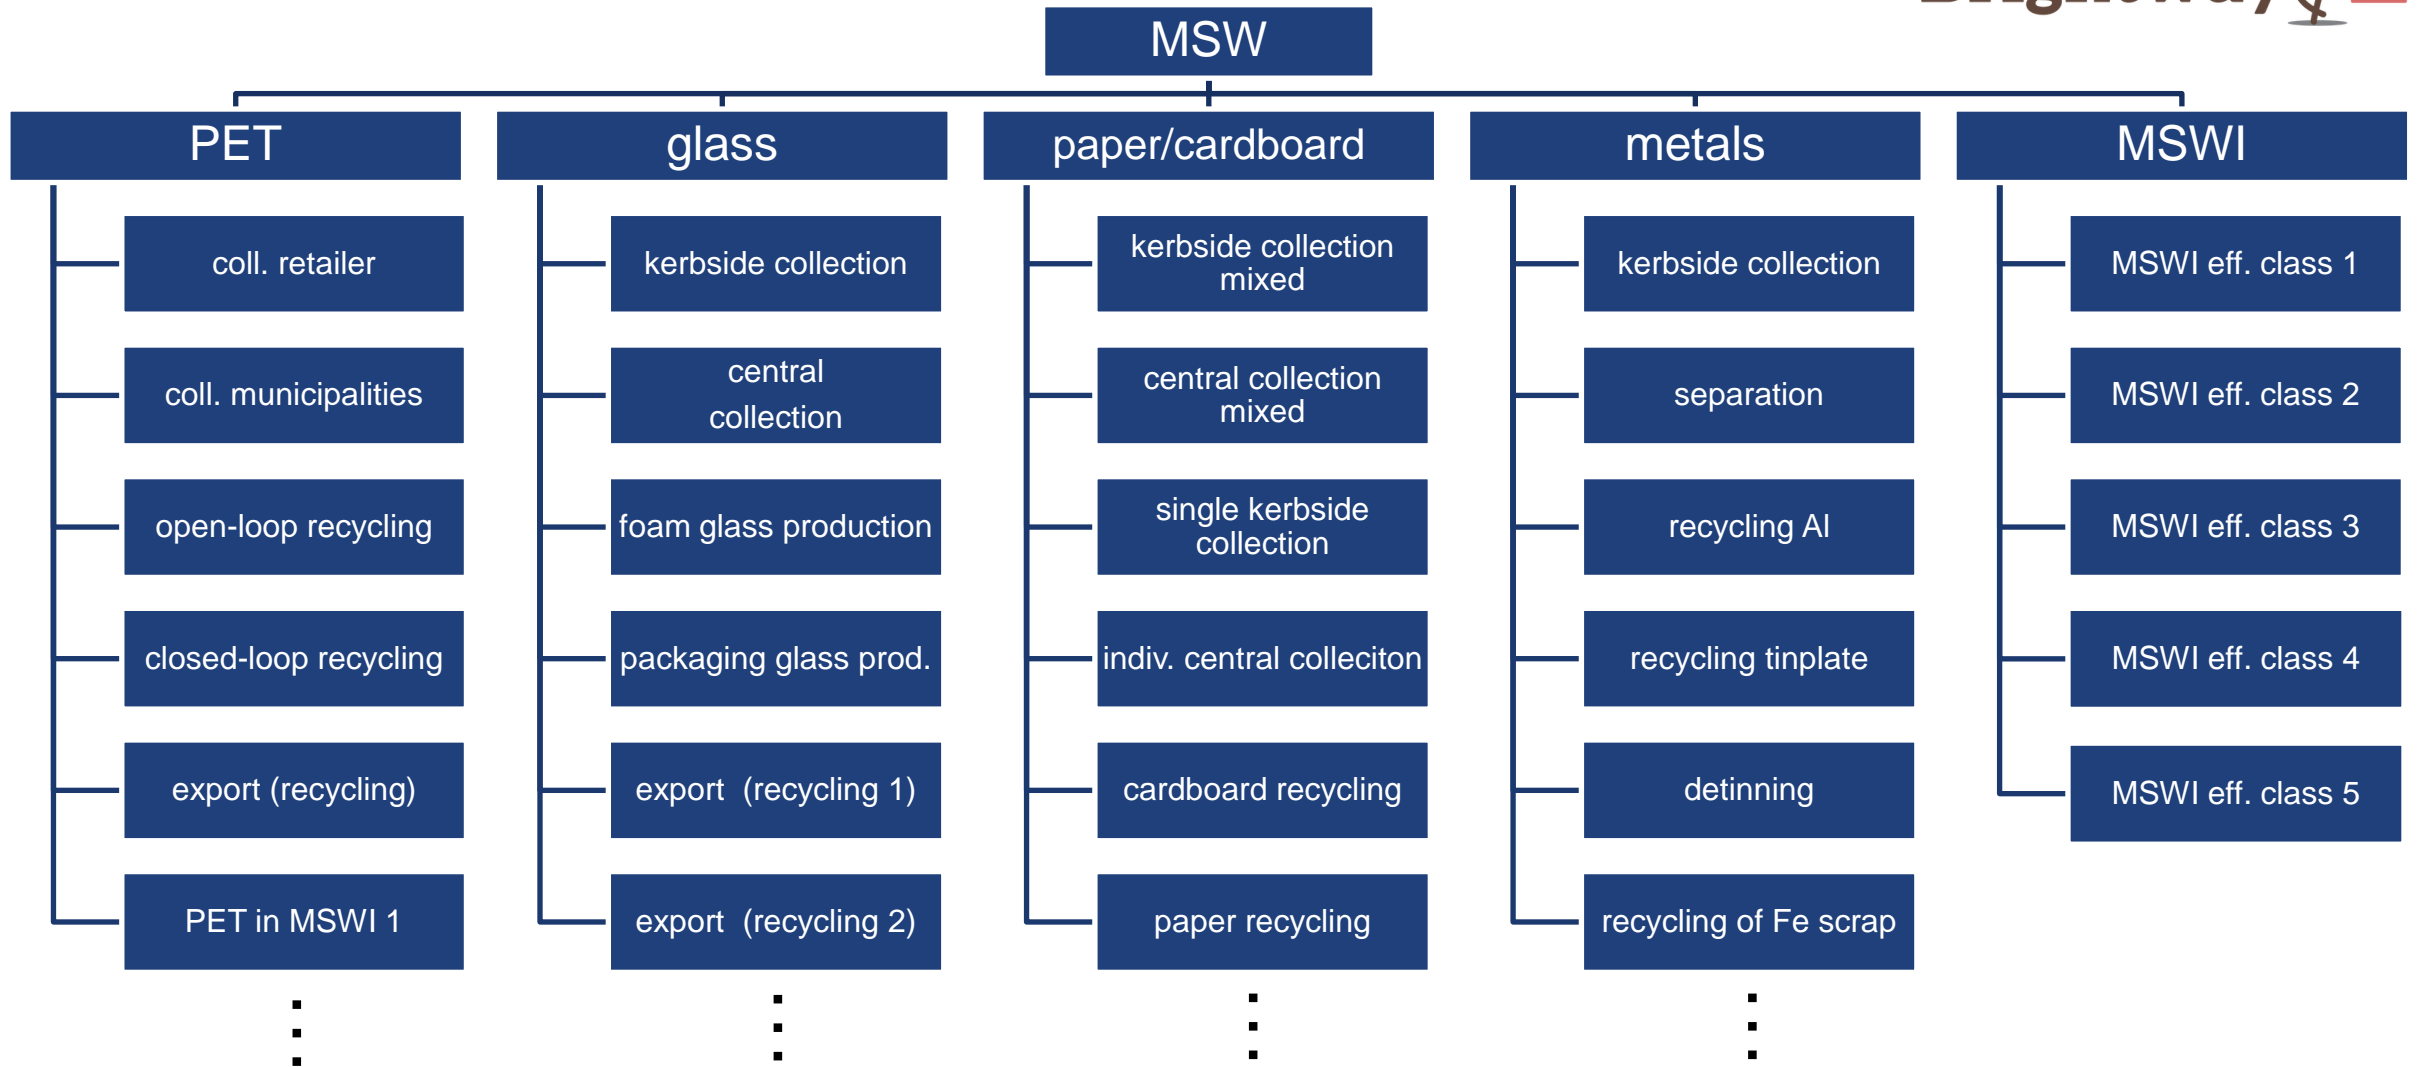 MSW
PET
glass
paper/cardboard
metals
MSWI
coll. retailer
coll. municipalities
open-loop recycling
closed-loop recycling
export (recycling)
PET in MSWI 1
kerbside collection
central
collection
foam glass production
packaging glass prod.
export  (recycling 1)
export  (recycling 2)
kerbside collection
mixed
central collection
mixed
single kerbside
collection
indiv. central colleciton
cardboard recycling
paper recycling
kerbside collection
separation
recycling Al
recycling tinplate
detinning
recycling of Fe scrap
MSWI eff. class 1
MSWI eff. class 2
MSWI eff. class 3
MSWI eff. class 4
MSWI eff. class 5